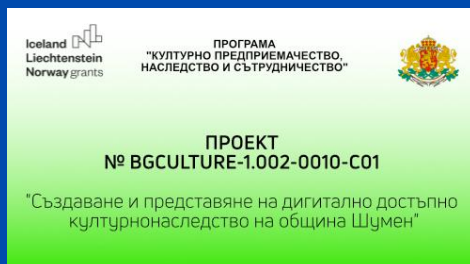 Iceland
Liechtenstein
Norway grants
ПРОГРАМА
"КУЛТУРНО ПРЕДПРИЕМАЧЕСТВО,
НАСЛЕДСТВО И СЪТРУДНИЧЕСТВО"
ПРОЕКТ
№ BGCULTURE-1.002-0010-C01
"Създаване и представяне на дигитално достъпно
културнонаследство на община Шумен"